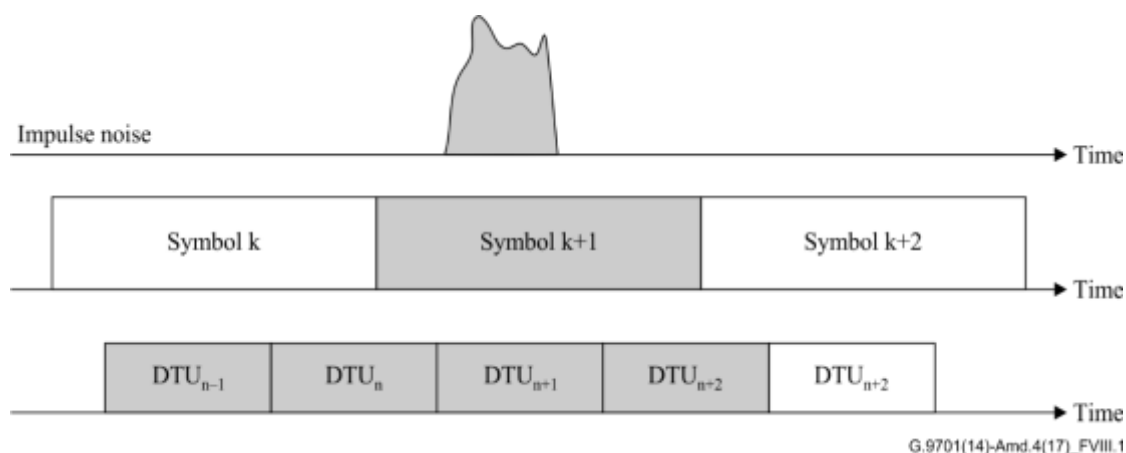 Impulse noise
Time
Symbol k Symbol k+1 Symbol k+2
Time
DTUn–1 DTUn DTUn+1 DTUn+2 DTUn+2
Time
G.9701(14)-Amd.4(17)_FVIII.1